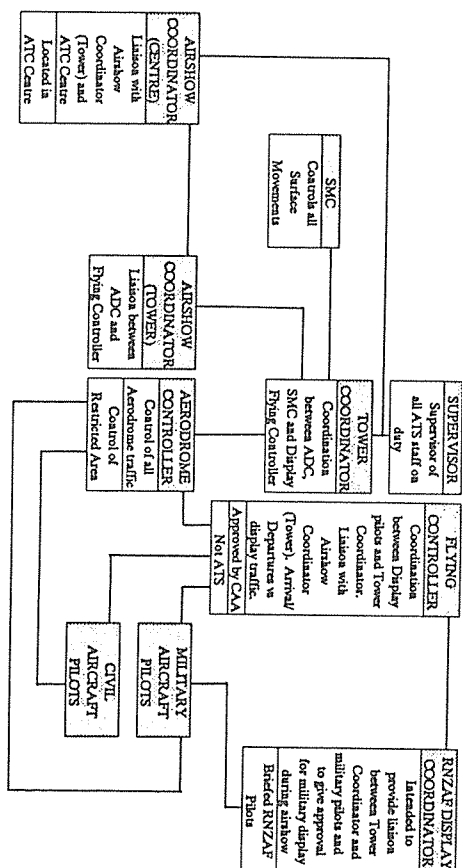 SUPERVISOR
Supervisor of
all ATS staff on
duty
TOWER
COORDINATOR
Coordination
between ADC,
SMC and Display
Flying Controller
SMC
Controls all
Surface
Movements
AIRSHOW
COORDINATOR
(CENTRE)
Liaison with
Airshow
Coordinator
(Tower) and
ATC Centre
Located in
ATC Centre
AIRSHOW
COORDINATOR
(TOWER)
Liaison between
ADC and
Flying Controller
AERODROME
CONTROLLER
Control of all
Aerodrome traffic
Control of
Restricted Area
FLYING
CONTROLLER
Coordination
between Display
pilots and Tower
Coordinator.
Liaison with
Airshow
Coordinator
(Tower). Arrival/
Departures vs
display traffic.
Approved by CAA
Not ATS
RNZAF DISPLAY
COORDINATOR
Intended to
provide liaison
between Tower
Coordinator and
military pilots and
to give approval
for military display
during airshow
Briefed RNZAF
Pilots
MILITARY
AIRCRAFT
PILOTS
CIVIL
AIRCRAFT
PILOTS